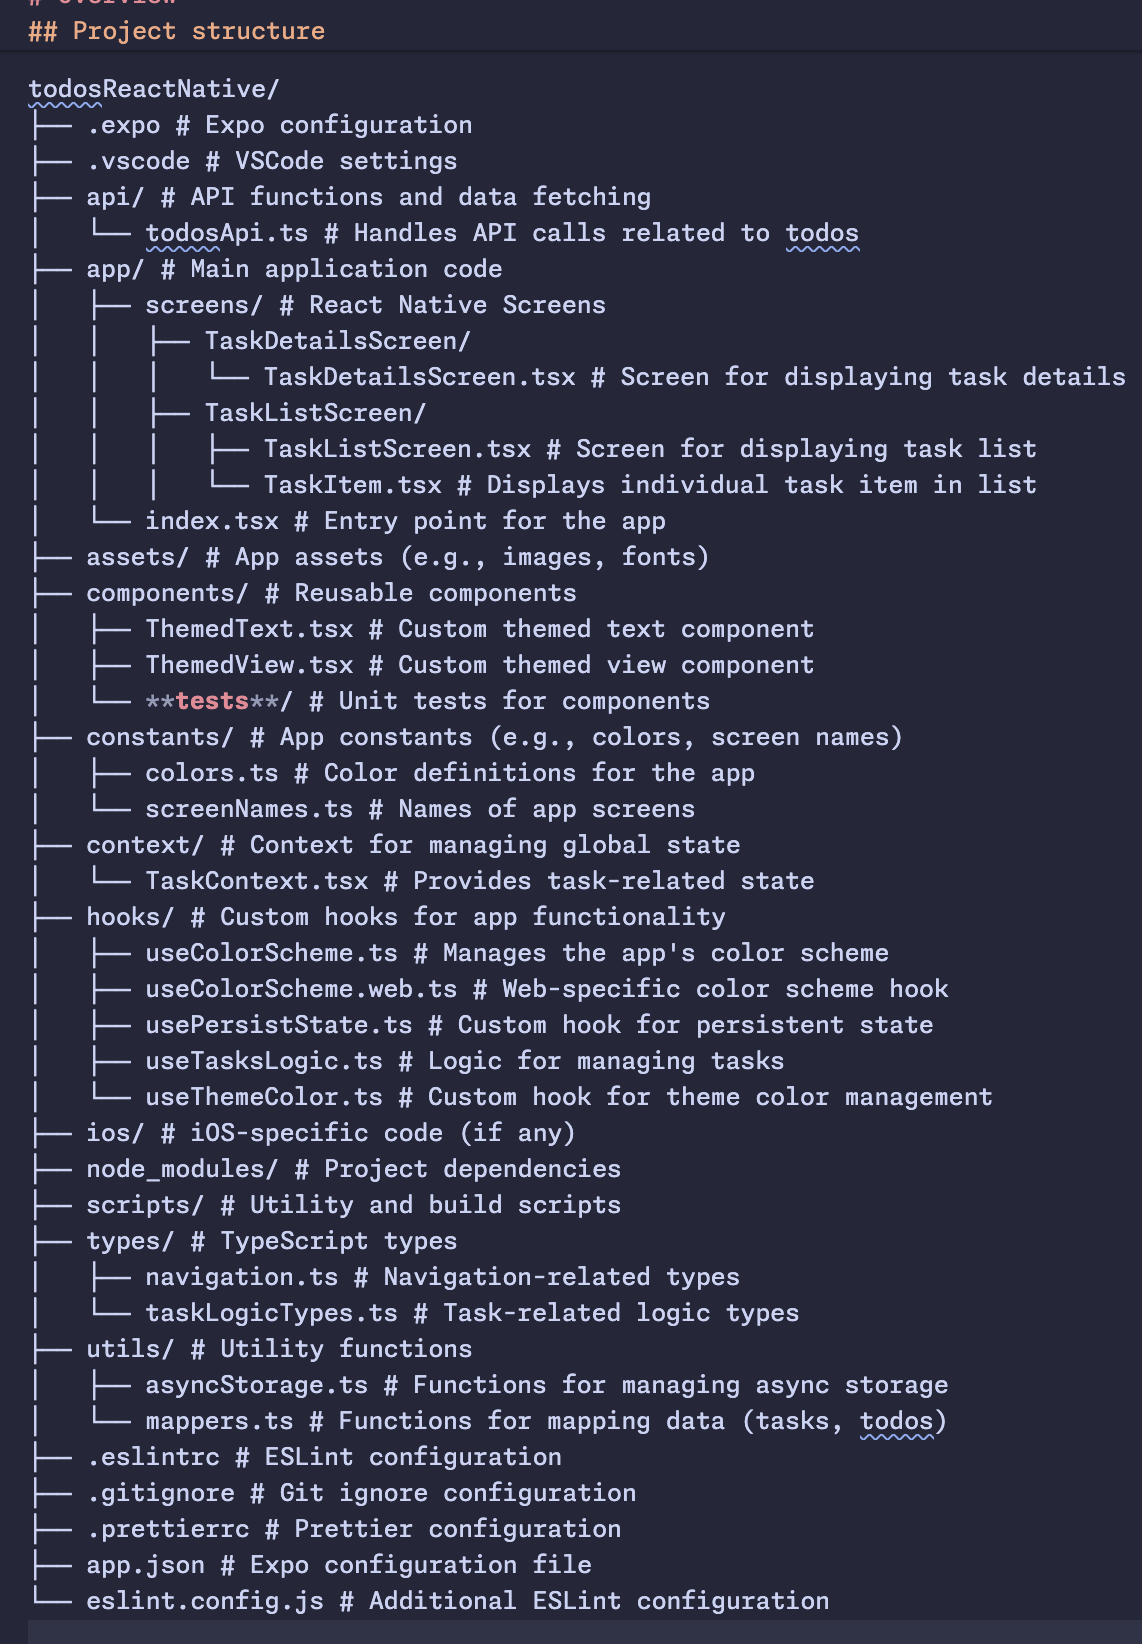 # Overview
## Project structure
todosReactNative/
├── .expo # Expo configuration
├── .vscode # VSCode settings
├── api/ # API functions and data fetching
│   └── todosApi.ts # Handles API calls related to todos
├── app/ # Main application code
│   ├── screens/ # React Native Screens
│   │   ├── TaskDetailsScreen/
│   │   │   └── TaskDetailsScreen.tsx # Screen for displaying task details
│   │   ├── TaskListScreen/
│   │   │   ├── TaskListScreen.tsx # Screen for displaying task list
│   │   │   └── TaskItem.tsx # Displays individual task item in list
│   └── index.tsx # Entry point for the app
├── assets/ # App assets (e.g., images, fonts)
├── components/ # Reusable components
│   ├── ThemedText.tsx # Custom themed text component
│   ├── ThemedView.tsx # Custom themed view component
│   └── **tests**/ # Unit tests for components
├── constants/ # App constants (e.g., colors, screen names)
│   ├── colors.ts # Color definitions for the app
│   └── screenNames.ts # Names of app screens
├── context/ # Context for managing global state
│   └── TaskContext.tsx # Provides task-related state
├── hooks/ # Custom hooks for app functionality
│   ├── useColorScheme.ts # Manages the app's color scheme
│   ├── useColorScheme.web.ts # Web-specific color scheme hook
│   ├── usePersistState.ts # Custom hook for persistent state
│   ├── useTasksLogic.ts # Logic for managing tasks
│   └── useThemeColor.ts # Custom hook for theme color management
├── ios/ # iOS-specific code (if any)
├── node_modules/ # Project dependencies
├── scripts/ # Utility and build scripts
├── types/ # TypeScript types
│   ├── navigation.ts # Navigation-related types
│   └── taskLogicTypes.ts # Task-related logic types
├── utils/ # Utility functions
│   ├── asyncStorage.ts # Functions for managing async storage
│   └── mappers.ts # Functions for mapping data (tasks, todos)
├── .eslintrc # ESLint configuration
├── .gitignore # Git ignore configuration
├── .prettierrc # Prettier configuration
├── app.json # Expo configuration file
└── eslint.config.js # Additional ESLint configuration